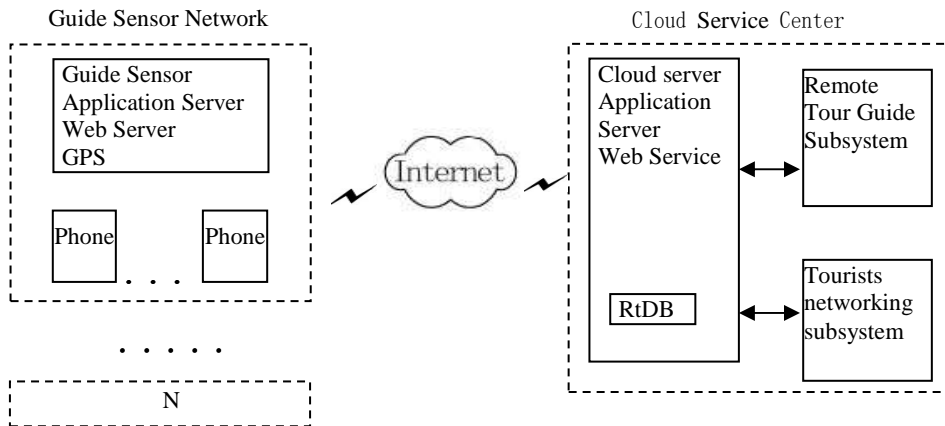 Guide Sensor Network
Guide Sensor
Application Server
Web Server
GPS
Phone
Phone
. . .
. . . . .
N
Internet
Cloud Service Center
Cloud server
Application
Server
Web Service
RtDB
Remote
Tour Guide
Subsystem
Tourists
networking
subsystem